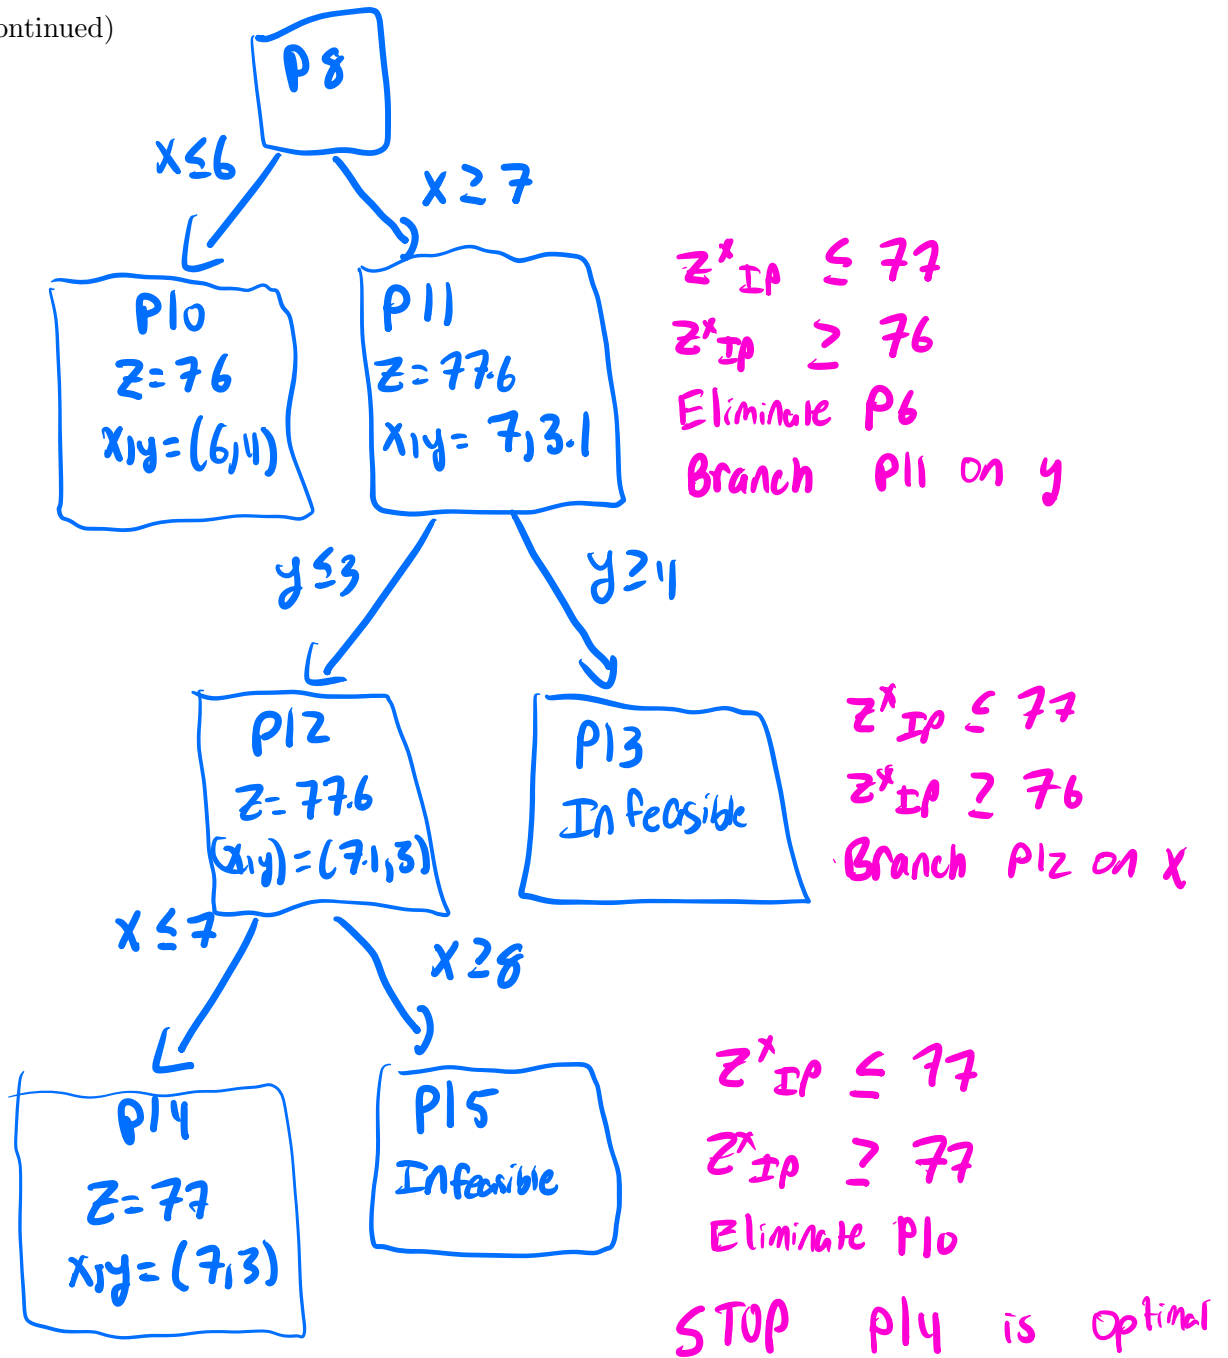 ontinued)
P8
x≤6
x≥7
P10
z=76
x,y=(6,4)
P11
z=77.6
x,y= 7,3.1
z*IP ≤ 77
z*IP ≥ 76
Eliminate P6
Branch P11 on y
y≤3
y≥4
P12
z=77.6
(x,y)=(7.1,3)
P13
Infeasible
z*IP ≤ 77
z*IP ≥ 76
Branch P12 on x
x≤7
x≥8
P14
z=77
x,y=(7,3)
P15
Infeasible
z*IP ≤ 77
z*IP ≥ 77
Eliminate P10
STOP P14 is optimal